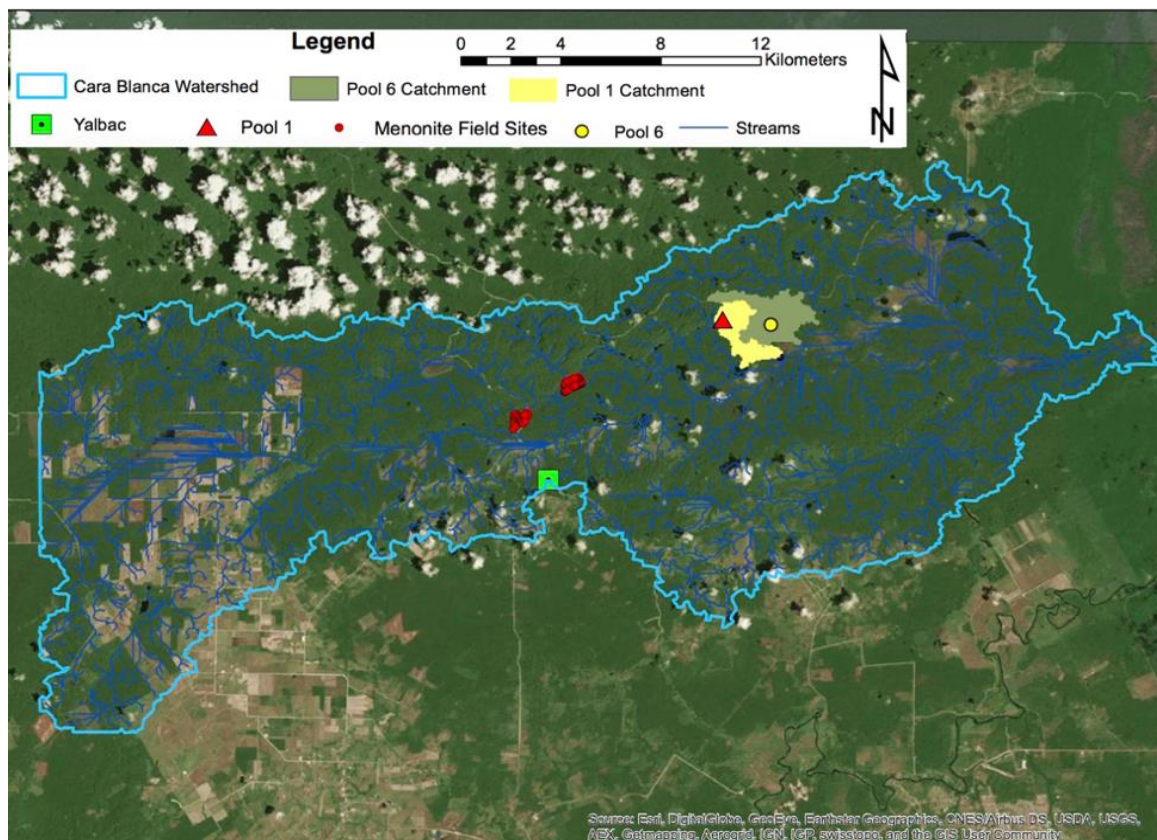 Legend
0 2 4 8 12
Kilometers
Cara Blanca Watershed
Pool 6 Catchment
Pool 1 Catchment
Yalbac
Pool 1
Menonite Field Sites
Pool 6
Streams
N
Source: Esri, DigitalGlobe, GeoEye, Earthstar Geographics, CNES/Airbus DS, USDA, USGS,
AEX, Getmapping, Aerogrid, IGN, IGP, swisstopo, and the GIS User Community